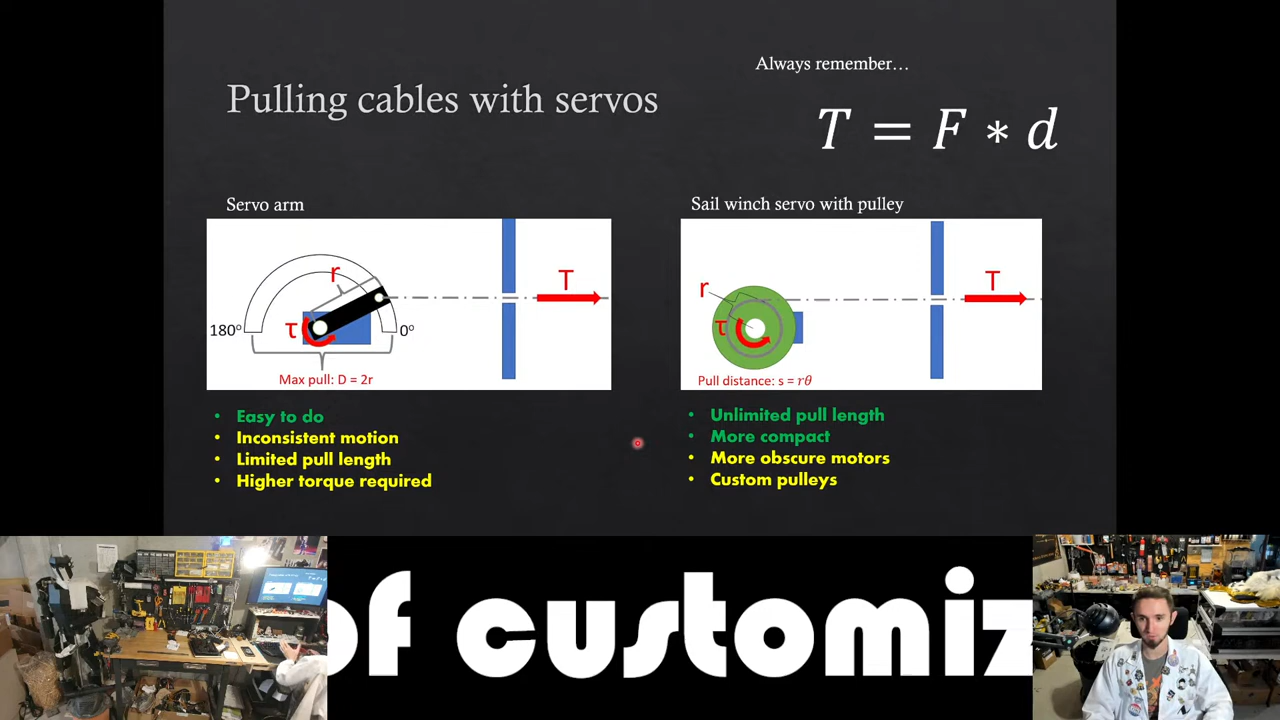 Always remember…
Pulling cables with servos
T = F * d
Servo arm
r
T
180°
τ
0°
Max pull: D = 2r
• Easy to do
• Inconsistent motion
• Limited pull length
• Higher torque required
Sail winch servo with pulley
r
T
τ
Pull distance: s = rθ
• Unlimited pull length
• More compact
• More obscure motors
• Custom pulleys
of customiz